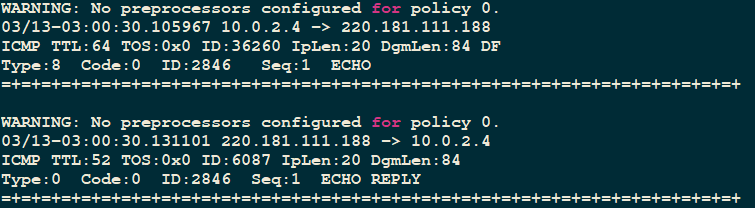 WARNING: No preprocessors configured for policy 0.
03/13-03:00:30.105967 10.0.2.4 -> 220.181.111.188
ICMP TTL:64 TOS:0x0 ID:36260 IpLen:20 DgmLen:84 DF
Type:8  Code:0  ID:2846   Seq:1  ECHO
=+=+=+=+=+=+=+=+=+=+=+=+=+=+=+=+=+=+=+=+=+=+=+=+=+=+=+=+=+=+=+=+=+=+=+=+=+
WARNING: No preprocessors configured for policy 0.
03/13-03:00:30.131101 220.181.111.188 -> 10.0.2.4
ICMP TTL:52 TOS:0x0 ID:6087 IpLen:20 DgmLen:84
Type:0  Code:0  ID:2846  Seq:1  ECHO REPLY
=+=+=+=+=+=+=+=+=+=+=+=+=+=+=+=+=+=+=+=+=+=+=+=+=+=+=+=+=+=+=+=+=+=+=+=+=+